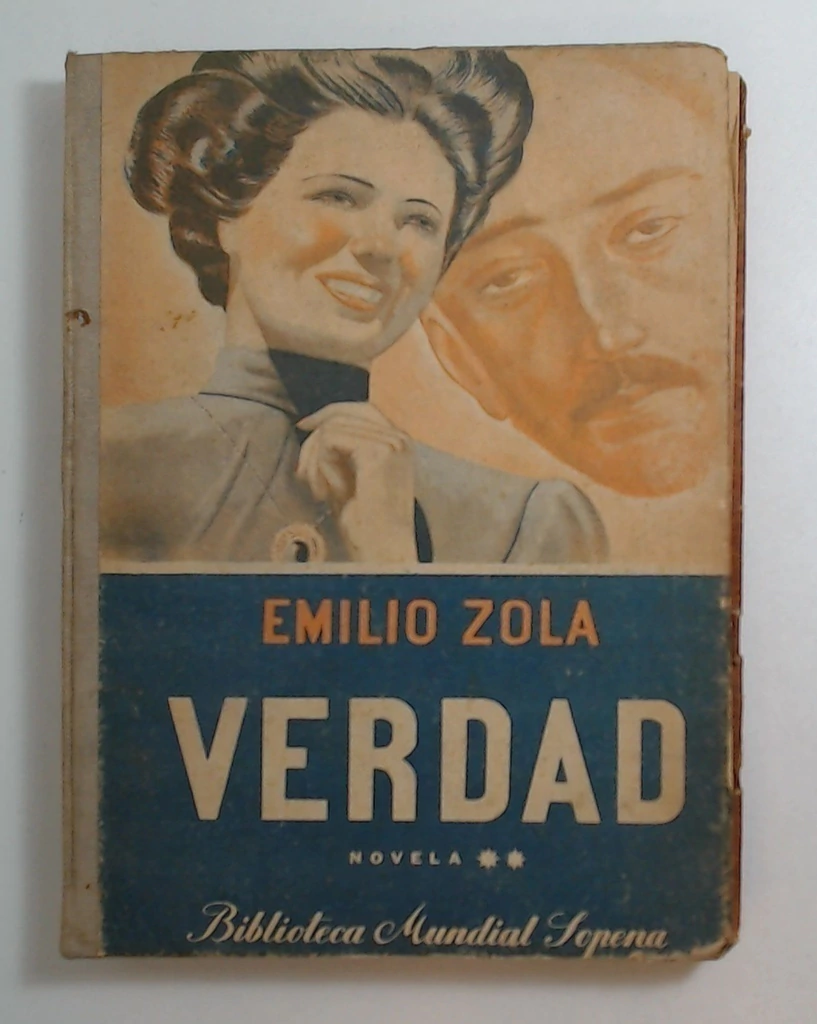 EMILIO ZOLA
VERDAD
NOVELA **
Biblioteca Mundial Sopena